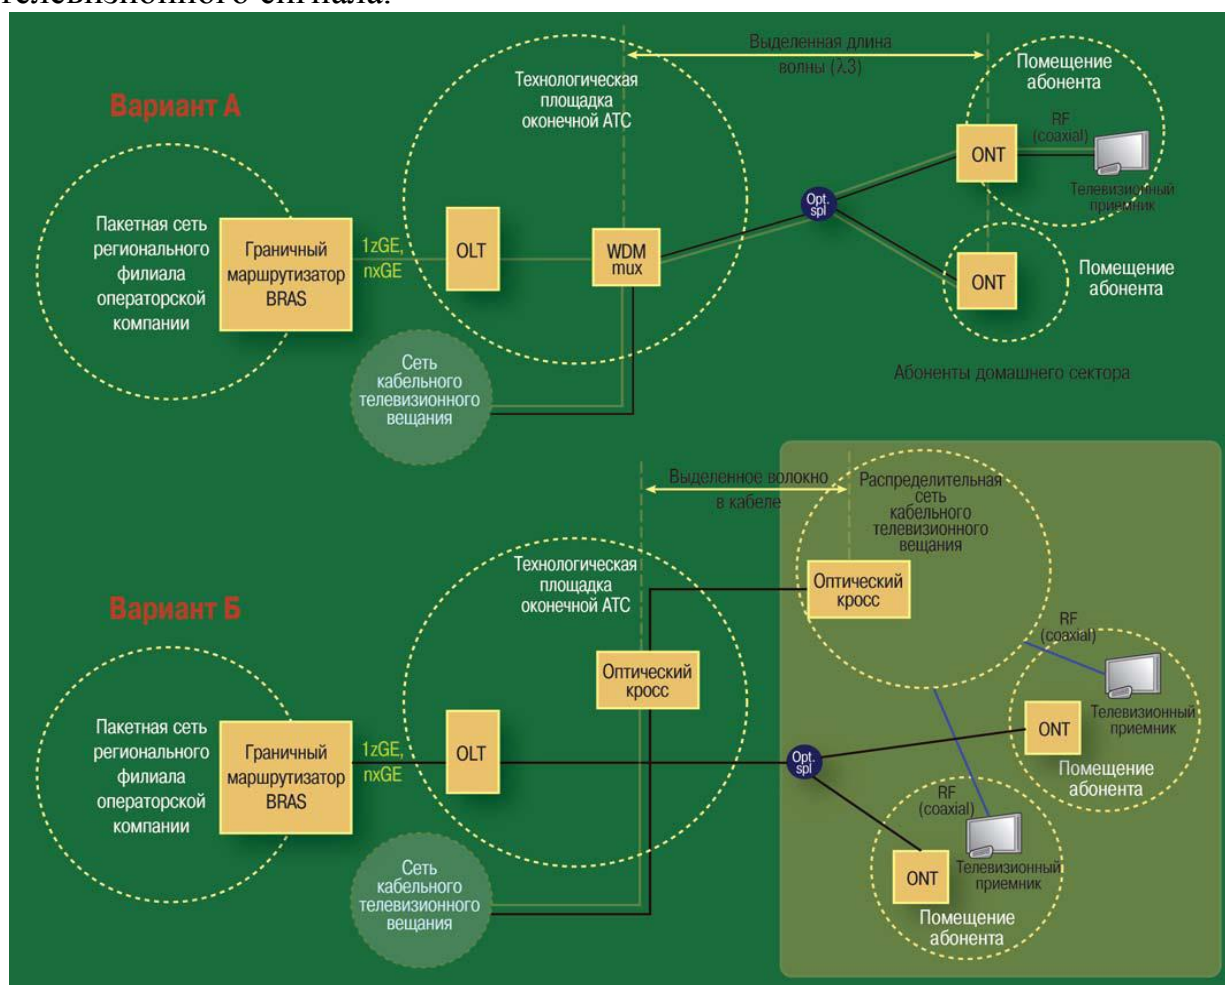 телевизионного сигнала.
Выделенная длина
волны (λ3)
Вариант А
Технологическая
площадка
оконечной АТС
Помещение
абонента
RF
(coaxial)
ONT
Телевизионный
приемник
Opt.
spl
Пакетная сеть
регионального
филиала
операторской
компании
Граничный
маршрутизатор
BRAS
1zGE,
nxGE
OLT
WDM
mux
ONT
Помещение
абонента
Сеть
кабельного
телевизионного
вещания
Абоненты домашнего сектора
Выделенное волокно
в кабеле
Распределительная
сеть
кабельного
телевизионного
вещания
Вариант Б
Технологическая
площадка
оконечной АТС
Оптический
кросс
Оптический
кросс
RF
(coaxial)
Телевизионный
приемник
ONT
Помещение
абонента
Пакетная сеть
регионального
филиала
операторской
компании
Граничный
маршрутизатор
BRAS
1zGE,
nxGE
OLT
Opt.
spl
RF
(coaxial)
Телевизионный
приемник
ONT
Помещение
абонента
Сеть
кабельного
телевизионного
вещания